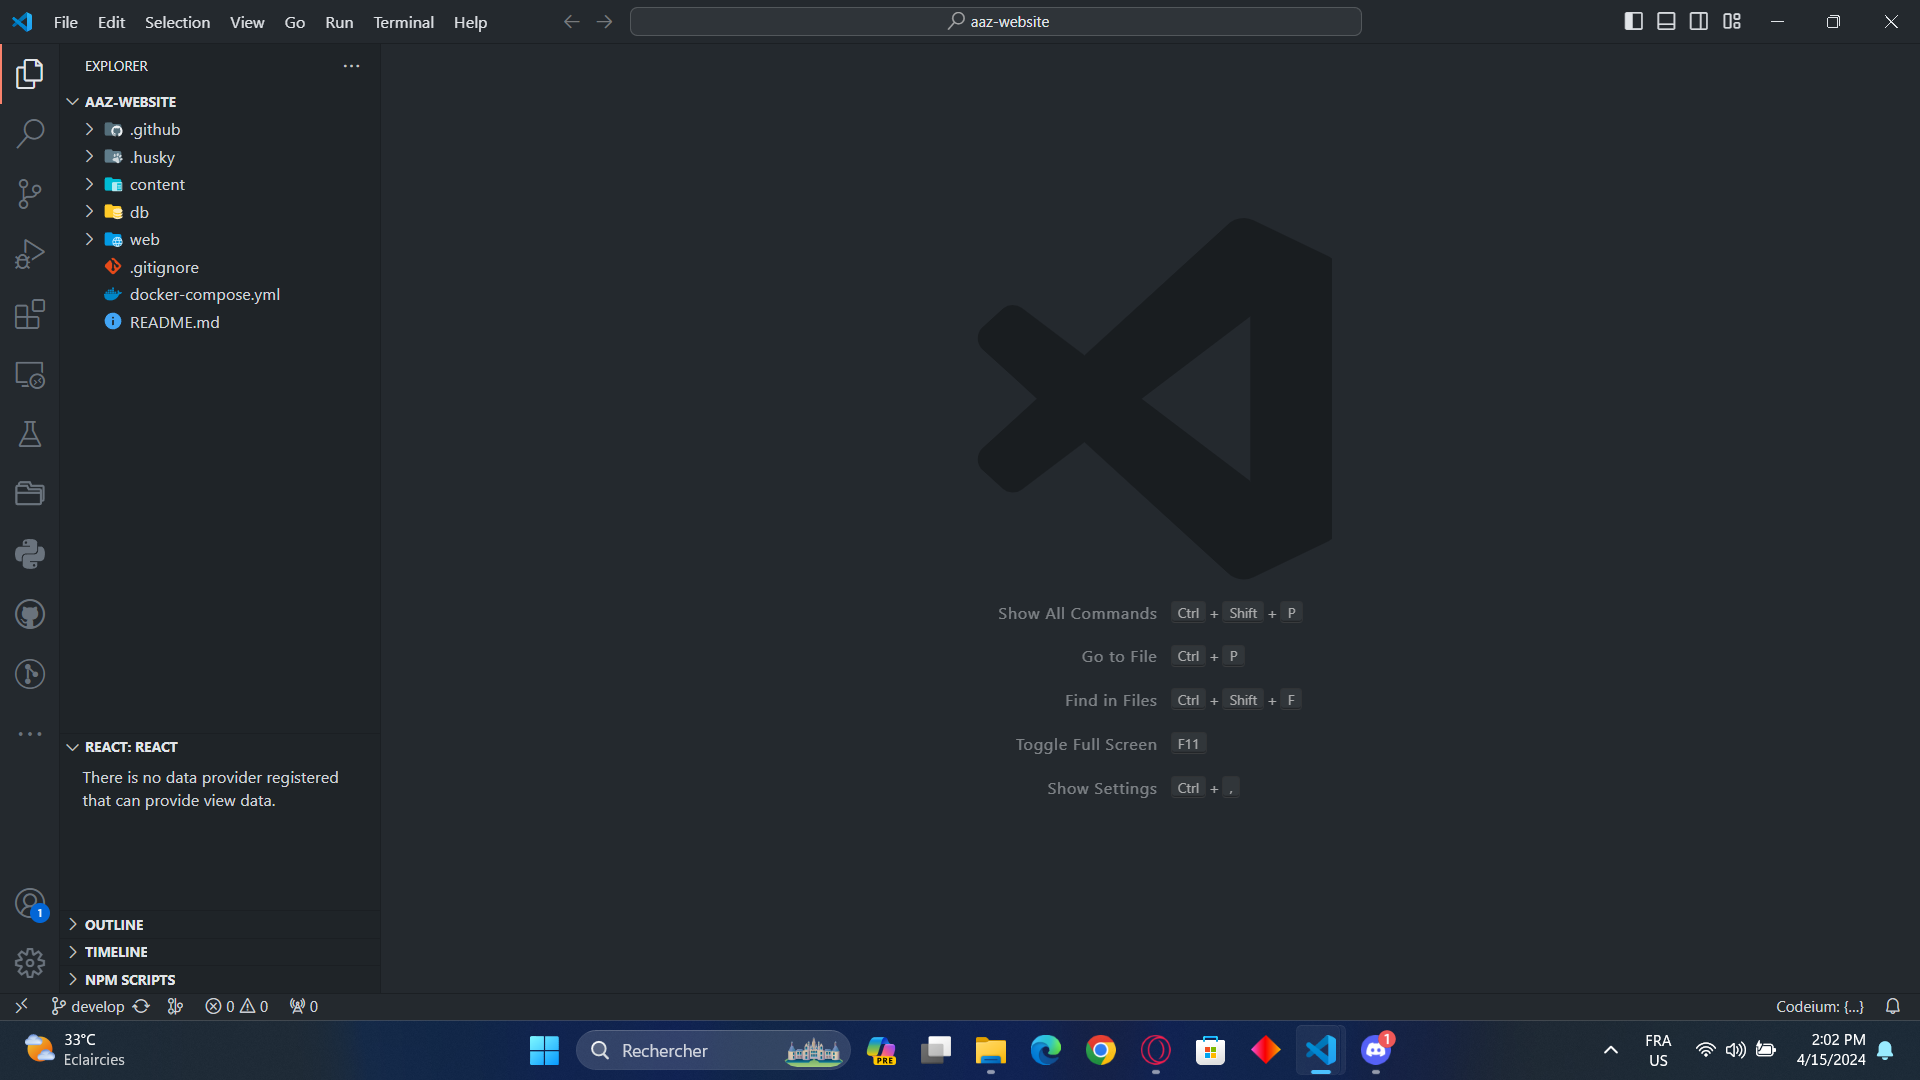 File Edit Selection View Go Run Terminal Help
aaz-website
EXPLORER
AAZ-WEBSITE
.github
.husky
content
db
web
.gitignore
docker-compose.yml
README.md
Show All Commands Ctrl + Shift + P
Go to File Ctrl + P
Find in Files Ctrl + Shift + F
Toggle Full Screen F11
Show Settings Ctrl + ,
REACT: REACT
There is no data provider registered
that can provide view data.
1
OUTLINE
TIMELINE
NPM SCRIPTS
develop 0 0 0
Codeium: {...}
33°C
Eclaircies
Rechercher
PRE
1
FRA
US
2:02 PM
4/15/2024